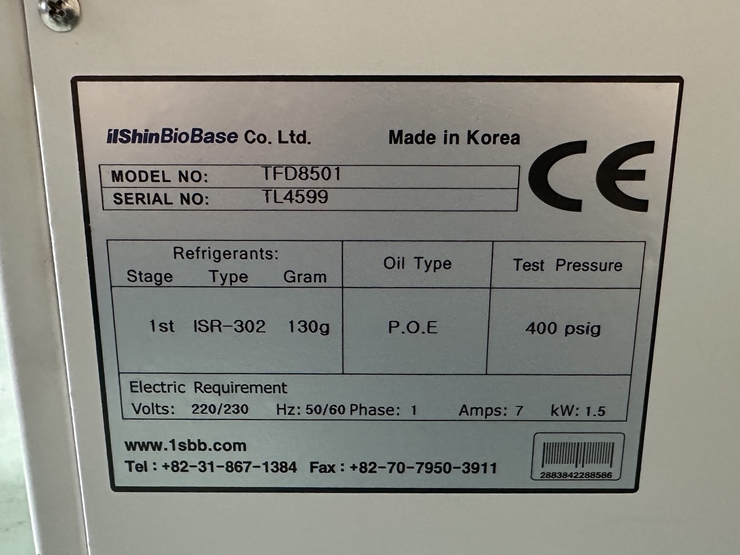 ilShinBioBase Co. Ltd. Made in Korea
MODEL NO: TFD8501
SERIAL NO: TL4599
CE
Refrigerants:
Stage Type Gram
Oil Type
Test Pressure
1st ISR-302 130g
P.O.E
400 psig
Electric Requirement
Volts: 220/230 Hz: 50/60 Phase: 1 Amps: 7 kW: 1.5
www.1sbb.com
Tel : +82-31-867-1384 Fax : +82-70-7950-3911
2883842288586